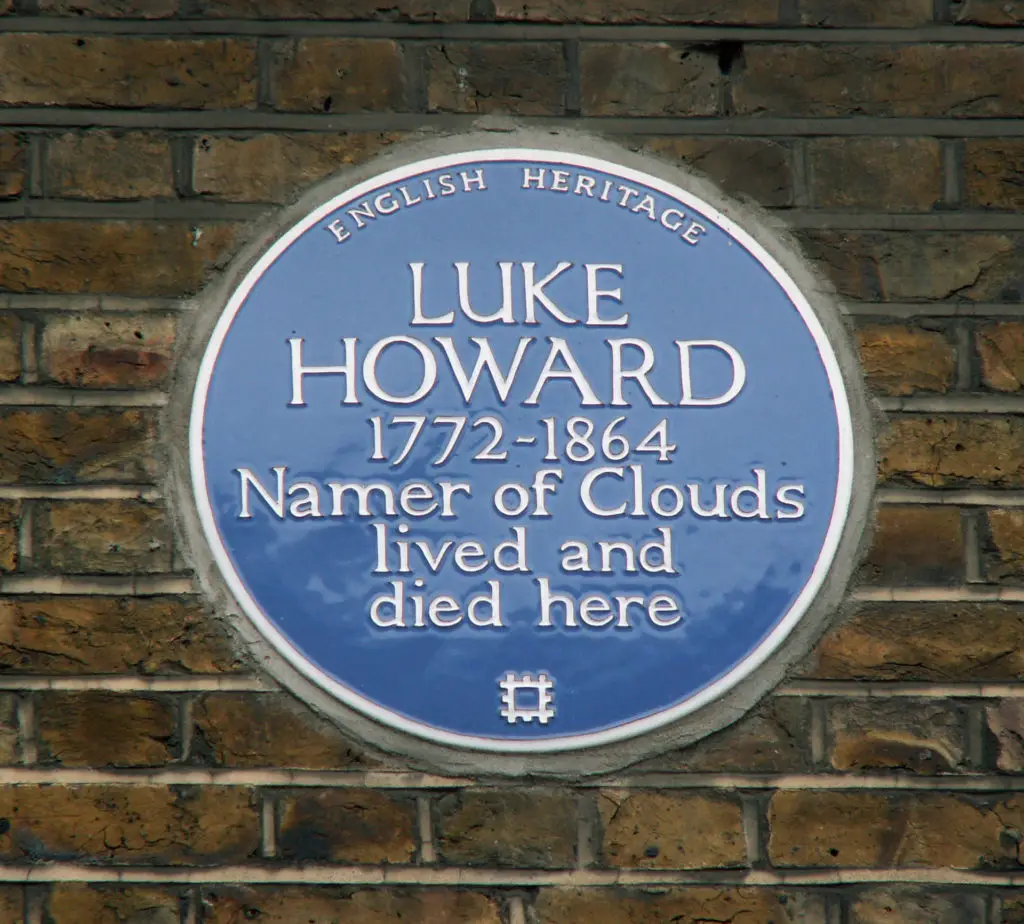 ENGLISH HERITAGE
LUKE
HOWARD
1772-1864
Namer of Clouds
lived and
died here